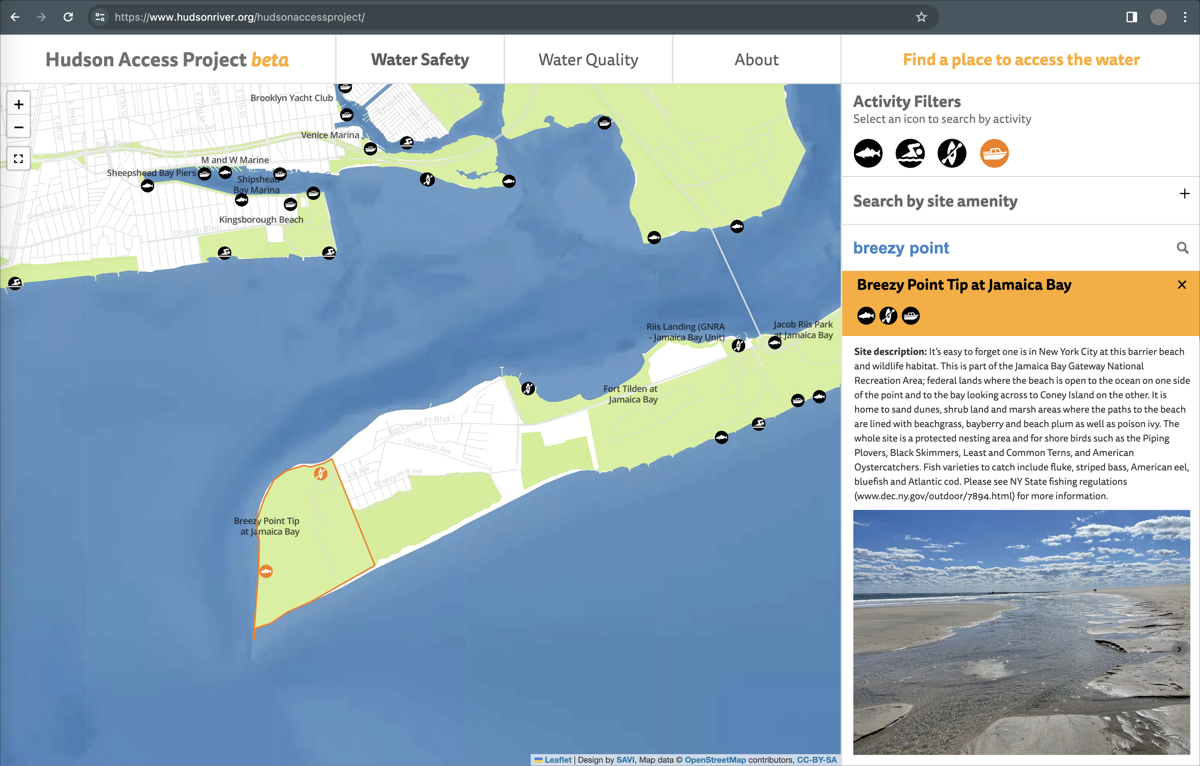 https://www.hudsonriver.org/hudsonaccessproject/
Hudson Access Project beta
Water Safety
Water Quality
About
Find a place to access the water
+
−
Brooklyn Yacht Club
Venice Marina
M and W Marine
Sheepshead Bay Piers
Shipshead
Bay Marina
Kingsborough Beach
Oriental Blvd
Riis Landing (GNRA
- Jamaica Bay Unit)
Jacob Riis Park
at Jamaica Bay
Fort Tilden at
Jamaica Bay
Rockaway Pt Blvd
Oceanside Ave
Breezy Pt Blvd
Breezy Point Tip
at Jamaica Bay
Leaflet | Design by SAVI, Map data © OpenStreetMap contributors, CC-BY-SA
Activity Filters
Select an icon to search by activity
Search by site amenity +
breezy point
Breezy Point Tip at Jamaica Bay
Site description: It's easy to forget one is in New York City at this barrier beach
and wildlife habitat. This is part of the Jamaica Bay Gateway National
Recreation Area; federal lands where the beach is open to the ocean on one side
of the point and to the bay looking across to Coney Island on the other. It is
home to sand dunes, shrub land and marsh areas where the paths to the beach
are lined with beachgrass, bayberry and beach plum as well as poison ivy. The
whole site is a protected nesting area and for shore birds such as the Piping
Plovers, Black Skimmers, Least and Common Terns, and American
Oystercatchers. Fish varieties to catch include fluke, striped bass, American eel,
bluefish and Atlantic cod. Please see NY State fishing regulations
(www.dec.ny.gov/outdoor/7894.html) for more information.